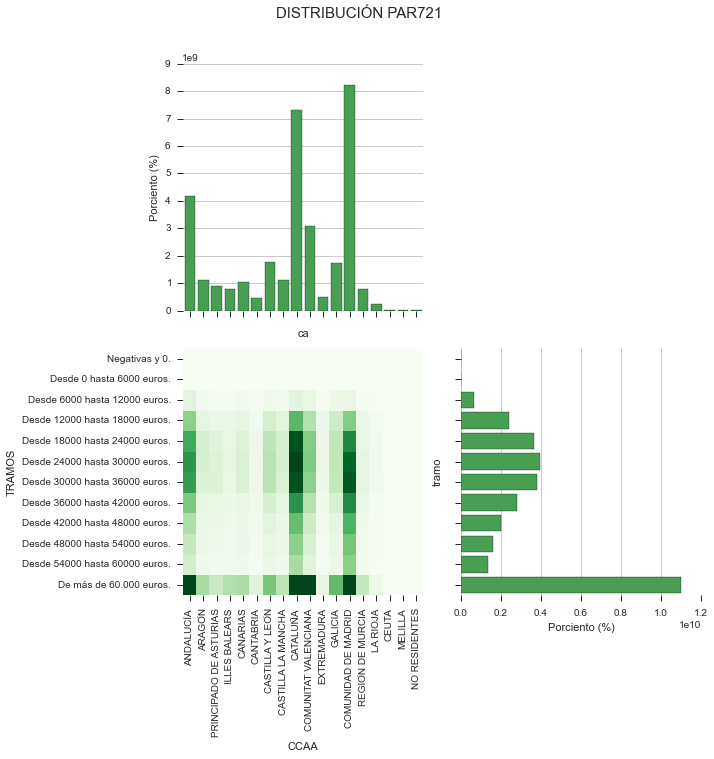 DISTRIBUCIÓN PAR721
1e9
9
8
7
6
5
4
3
2
1
0
Porciento (%)
ca
TRAMOS
Negativas y 0.
Desde 0 hasta 6000 euros.
Desde 6000 hasta 12000 euros.
Desde 12000 hasta 18000 euros.
Desde 18000 hasta 24000 euros.
Desde 24000 hasta 30000 euros.
Desde 30000 hasta 36000 euros.
Desde 36000 hasta 42000 euros.
Desde 42000 hasta 48000 euros.
Desde 48000 hasta 54000 euros.
Desde 54000 hasta 60000 euros.
De más de 60.000 euros.
ANDALUCÍA
ARAGON
PRINCIPADO DE ASTURIAS
ILLES BALEARS
CANARIAS
CANTABRIA
CASTILLA Y LEON
CASTILLA LA MANCHA
CATALUÑA
COMUNITAT VALENCIANA
EXTREMADURA
GALICIA
COMUNIDAD DE MADRID
REGION DE MURCIA
LA RIOJA
CEUTA
MELILLA
NO RESIDENTES
CCAA
tramo
0.0 0.2 0.4 0.6 0.8 1.0 1.2
1e10
Porciento (%)